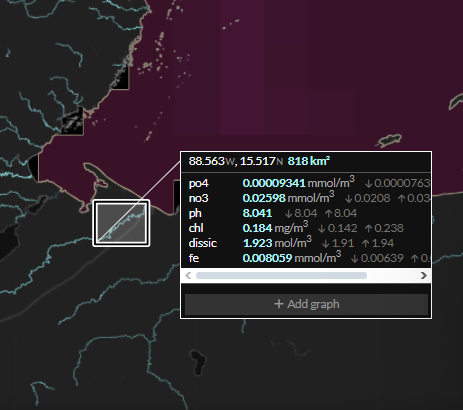 88.563W, 15.517N 818 km²
po4 0.00009341 mmol/m³ ↓0.0000763
no3 0.02598 mmol/m³ ↓0.0208 ↑0.03
ph 8.041 ↓8.04 ↑8.04
chl 0.184 mg/m³ ↓0.142 ↑0.238
dissic 1.923 mol/m³ ↓1.91 ↑1.94
fe 0.008059 mmol/m³ ↓0.00639 ↑0.0
+ Add graph